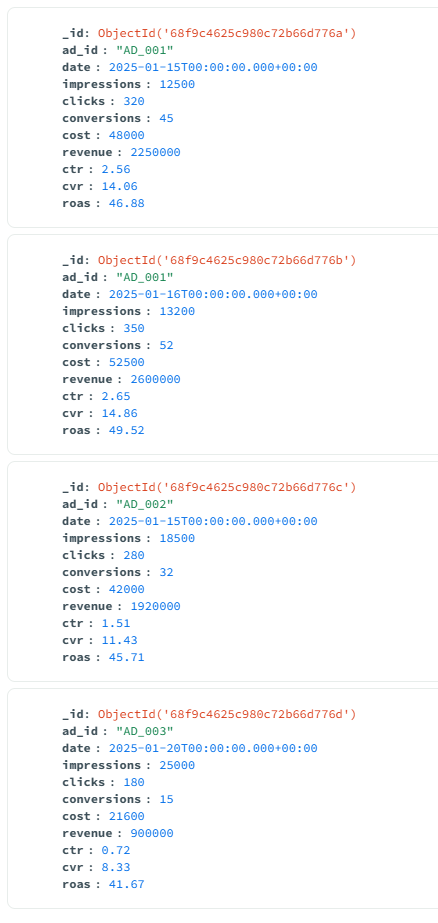 _id: ObjectId('68f9c4625c980c72b66d776a')
ad_id : "AD_001"
date : 2025-01-15T00:00:00.000+00:00
impressions : 12500
clicks : 320
conversions : 45
cost : 48000
revenue : 2250000
ctr : 2.56
cvr : 14.06
roas : 46.88
_id: ObjectId('68f9c4625c980c72b66d776b')
ad_id : "AD_001"
date : 2025-01-16T00:00:00.000+00:00
impressions : 13200
clicks : 350
conversions : 52
cost : 52500
revenue : 2600000
ctr : 2.65
cvr : 14.86
roas : 49.52
_id: ObjectId('68f9c4625c980c72b66d776c')
ad_id : "AD_002"
date : 2025-01-15T00:00:00.000+00:00
impressions : 18500
clicks : 280
conversions : 32
cost : 42000
revenue : 1920000
ctr : 1.51
cvr : 11.43
roas : 45.71
_id: ObjectId('68f9c4625c980c72b66d776d')
ad_id : "AD_003"
date : 2025-01-20T00:00:00.000+00:00
impressions : 25000
clicks : 180
conversions : 15
cost : 21600
revenue : 900000
ctr : 0.72
cvr : 8.33
roas : 41.67